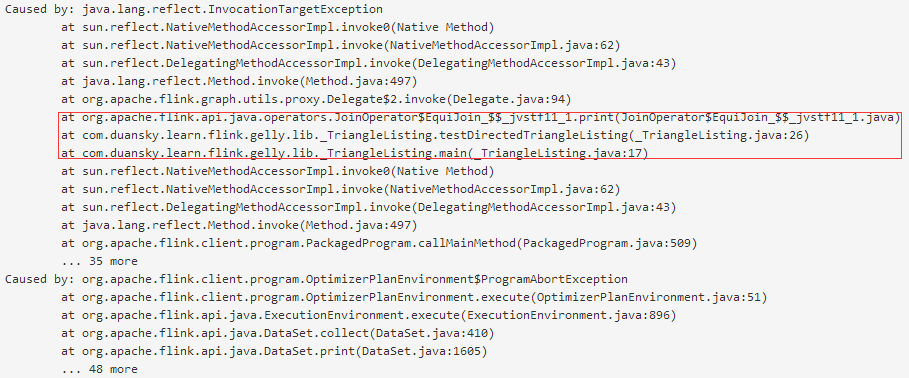 Caused by: java.lang.reflect.InvocationTargetException
at sun.reflect.NativeMethodAccessorImpl.invoke0(Native Method)
at sun.reflect.NativeMethodAccessorImpl.invoke(NativeMethodAccessorImpl.java:62)
at sun.reflect.DelegatingMethodAccessorImpl.invoke(DelegatingMethodAccessorImpl.java:43)
at java.lang.reflect.Method.invoke(Method.java:497)
at org.apache.flink.graph.utils.proxy.Delegate$2.invoke(Delegate.java:94)
at org.apache.flink.api.java.operators.JoinOperator$EquiJoin_$$_jvstf11_1.print(JoinOperator$EquiJoin_$$_jvstf11_1.java)
at com.duansky.learn.flink.gelly.lib._TriangleListing.testDirectedTriangleListing(_TriangleListing.java:26)
at com.duansky.learn.flink.gelly.lib._TriangleListing.main(_TriangleListing.java:17)
at sun.reflect.NativeMethodAccessorImpl.invoke0(Native Method)
at sun.reflect.NativeMethodAccessorImpl.invoke(NativeMethodAccessorImpl.java:62)
at sun.reflect.DelegatingMethodAccessorImpl.invoke(DelegatingMethodAccessorImpl.java:43)
at java.lang.reflect.Method.invoke(Method.java:497)
at org.apache.flink.client.program.PackagedProgram.callMainMethod(PackagedProgram.java:509)
... 35 more
Caused by: org.apache.flink.client.program.OptimizerPlanEnvironment$ProgramAbortException
at org.apache.flink.client.program.OptimizerPlanEnvironment.execute(OptimizerPlanEnvironment.java:51)
at org.apache.flink.api.java.ExecutionEnvironment.execute(ExecutionEnvironment.java:896)
at org.apache.flink.api.java.DataSet.collect(DataSet.java:410)
at org.apache.flink.api.java.DataSet.print(DataSet.java:1605)
... 48 more